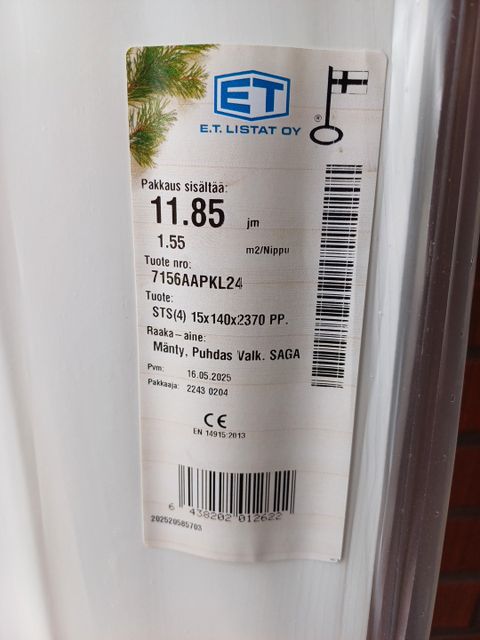 ET
E.T. LISTAT OY
®
Pakkaus sisältää:
11.85 jm
1.55 m2/Nippu
Tuote nro:
7156AAPKL24
Tuote:
STS(4) 15x140x2370 PP.
Raaka-aine:
Mänty, Puhdas Valk. SAGA
Pvm: 16.05.2025
Pakkaaja: 2243 0204
CE
EN 14915:2013
6 438202 012622
202520585703